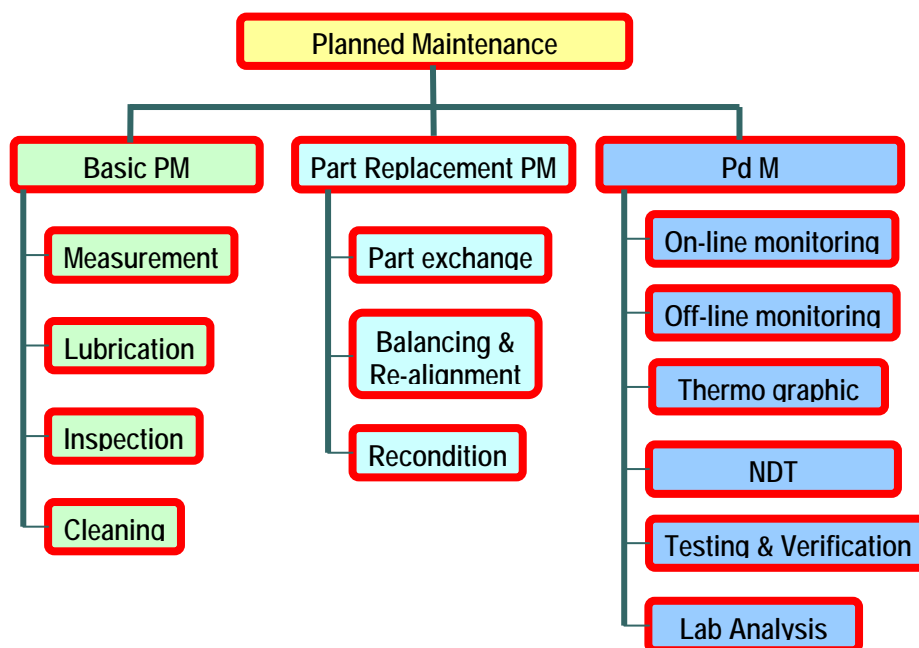 Planned Maintenance
Basic PM
Measurement
Lubrication
Inspection
Cleaning
Part Replacement PM
Part exchange
Balancing &
Re-alignment
Recondition
Pd M
On-line monitoring
Off-line monitoring
Thermo graphic
NDT
Testing & Verification
Lab Analysis